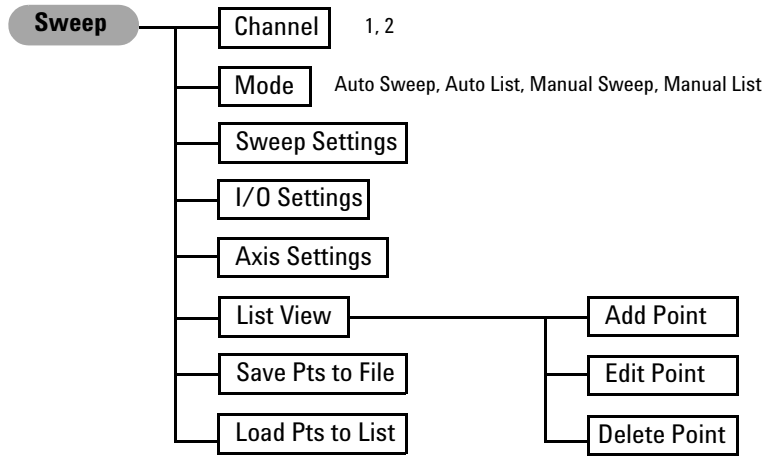 Sweep
Channel 1, 2
Mode Auto Sweep, Auto List, Manual Sweep, Manual List
Sweep Settings
I/O Settings
Axis Settings
List View Add Point
Save Pts to File Edit Point
Load Pts to List Delete Point